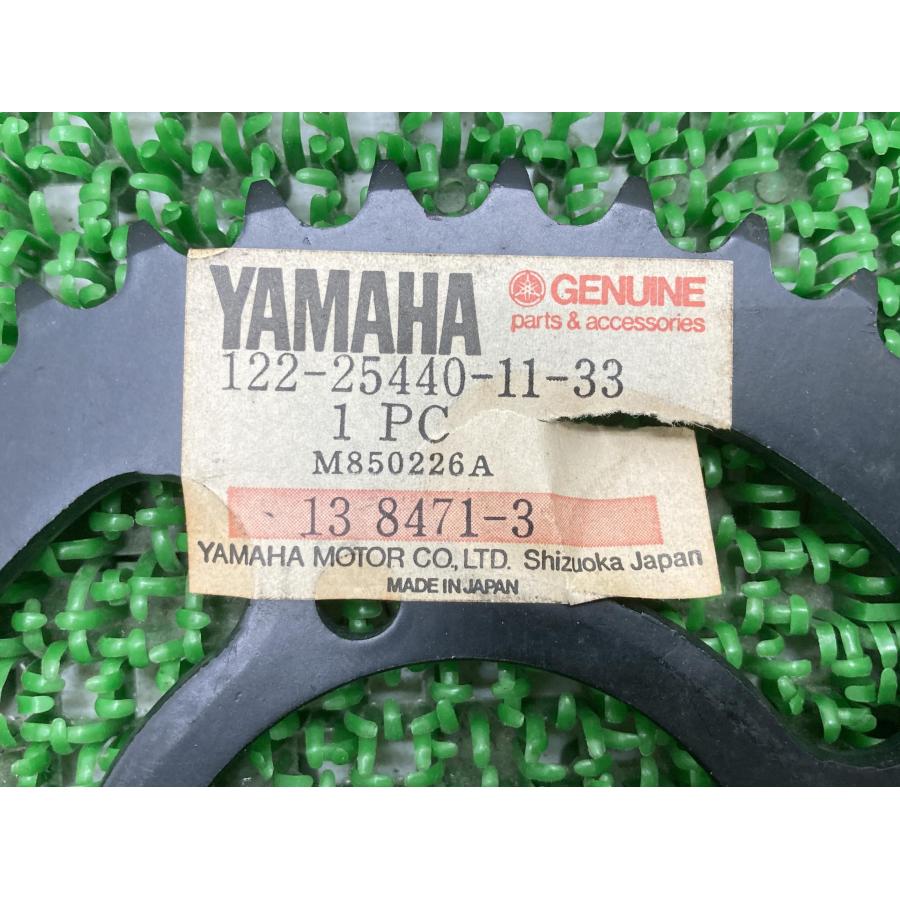 YAMAHA GENUINE
parts & accessories
122-25440-11-33
1 PC
M850226A
13 8471-3
YAMAHA MOTOR CO., LTD. Shizuoka Japan
MADE IN JAPAN